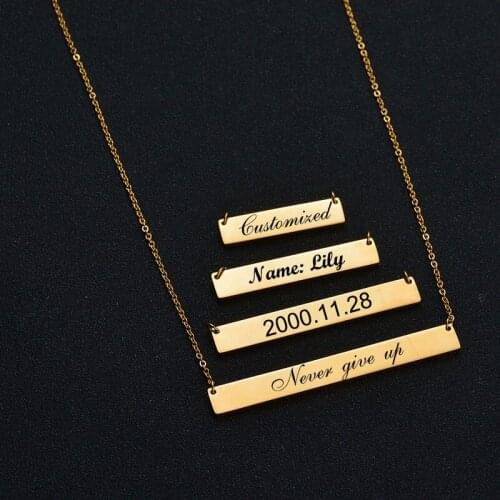 Customized
Name: Lily
2000.11.28
Never give up